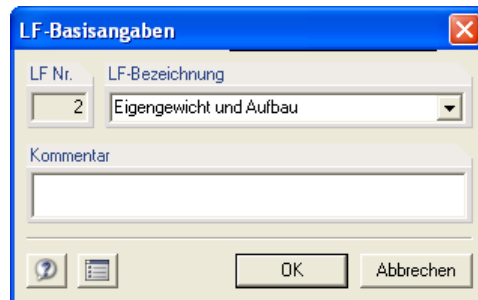 LF-Basisangaben
LF Nr. LF-Bezeichnung
2 Eigengewicht und Aufbau
Kommentar
OK Abbrechen